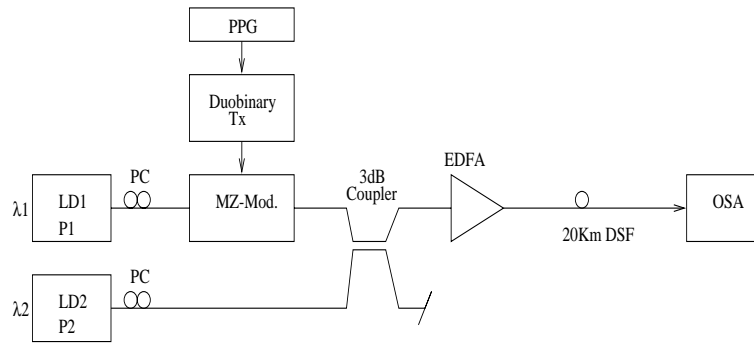 PPG
Duobinary
Tx
EDFA
3dB
Coupler
PC
λ1
LD1
P1
MZ-Mod.
OSA
20Km DSF
PC
λ2
LD2
P2